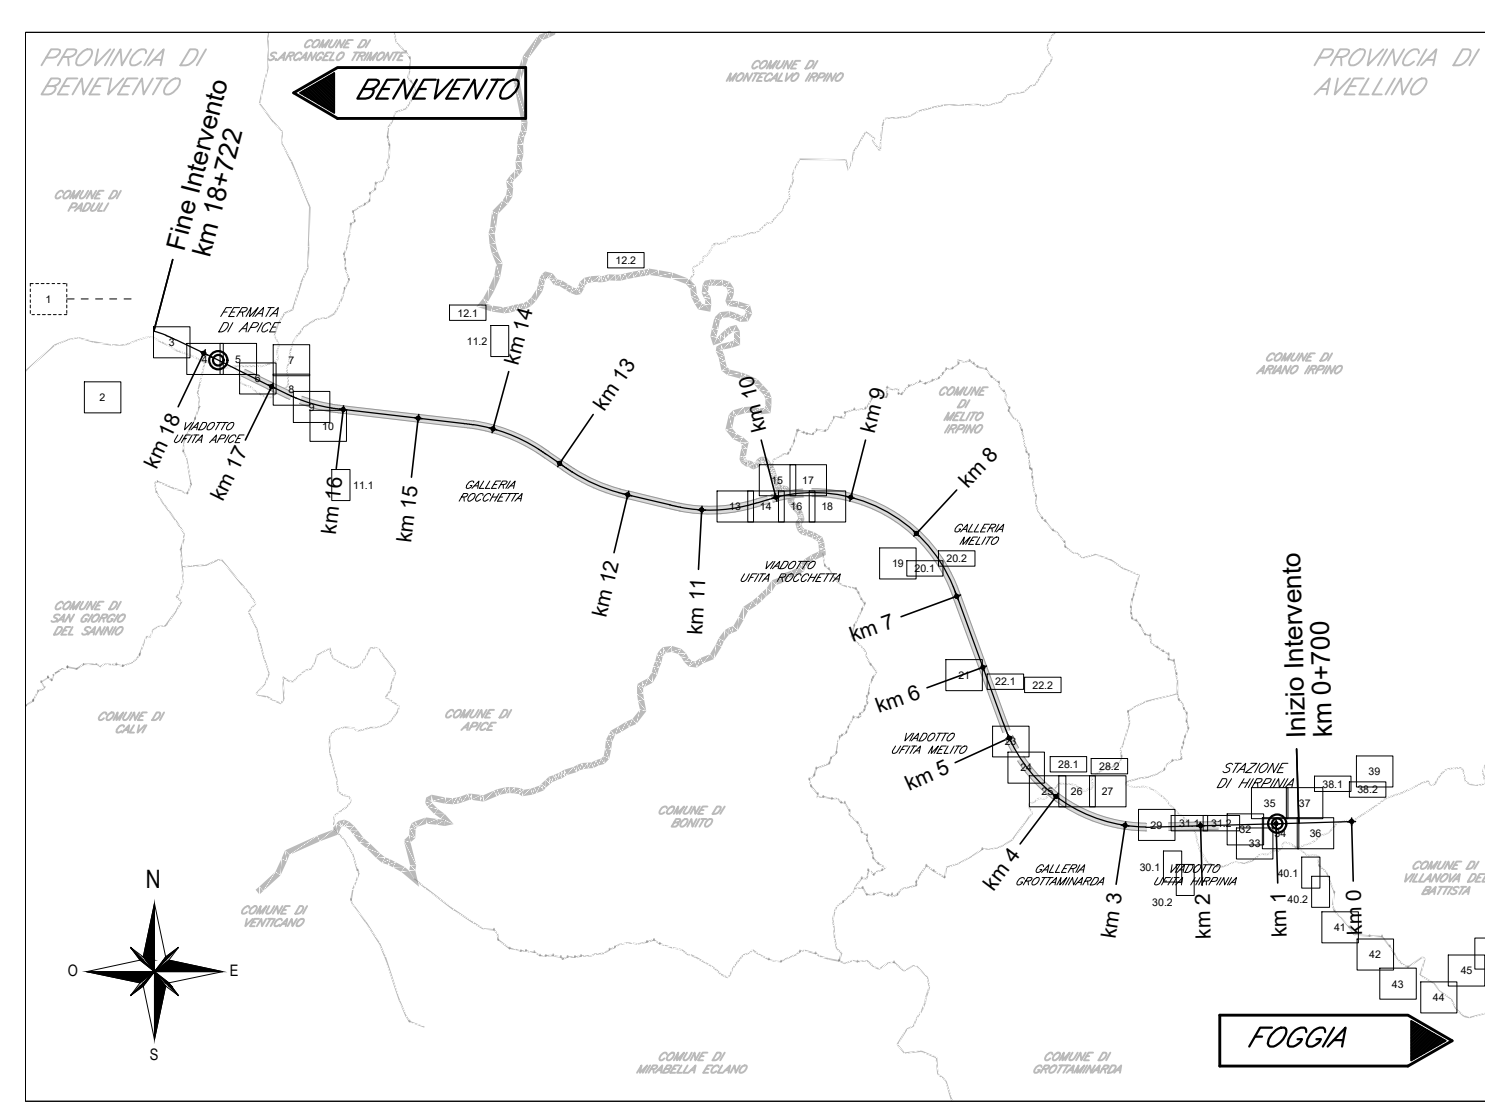 PROVINCIA DI
BENEVENTO
COMUNE DI
S.ARCANGELO TRIMONTE
BENEVENTO
COMUNE DI
MONTECALVO IRPINO
PROVINCIA DI
AVELLINO
Fine Intervento
km 18+722
COMUNE DI
PADULI
12.2
1
12.1
11.2
FERMATA
DI APICE
3
4
5
6
7
8
9
10
2
km 14
km 13
km 10
km 9
COMUNE DI
ARIANO IRPINO
COMUNE
DI
MELITO
IRPINO
km 18
VIADOTTO
UFITA APICE
km 17
km 16
11.1
km 15
GALLERIA
ROCCHETTA
km 8
15
17
13
14
16
18
GALLERIA
MELITO
km 12
km 11
VIADOTTO
UFITA ROCCHETTA
19
20.1
20.2
km 7
COMUNE DI
SAN GIORGIO
DEL SANNIO
Inizio Intervento
km 0+700
21
22.1
22.2
km 6
COMUNE DI
CALVI
COMUNE DI
APICE
VIADOTTO
UFITA MELITO
23
km 5
24
28.1
28.2
25
26
27
STAZIONE
DI HIRPINIA
39
38.1
38.2
35
37
COMUNE DI
BONITO
29
31.1
31.2
32
33
34
36
km 4
GALLERIA
GROTTAMINARDA
km 3
30.1
VIADOTTO
UFITA HIRPINIA
30.2
km 2
km 1
40.1
40.2
km 0
COMUNE DI
VILLANOVA DEL
BATTISTA
41
42
43
44
45
COMUNE DI
VENTICANO
N
O
E
S
FOGGIA
COMUNE DI
MIRABELLA ECLANO
COMUNE DI
GROTTAMINARDA